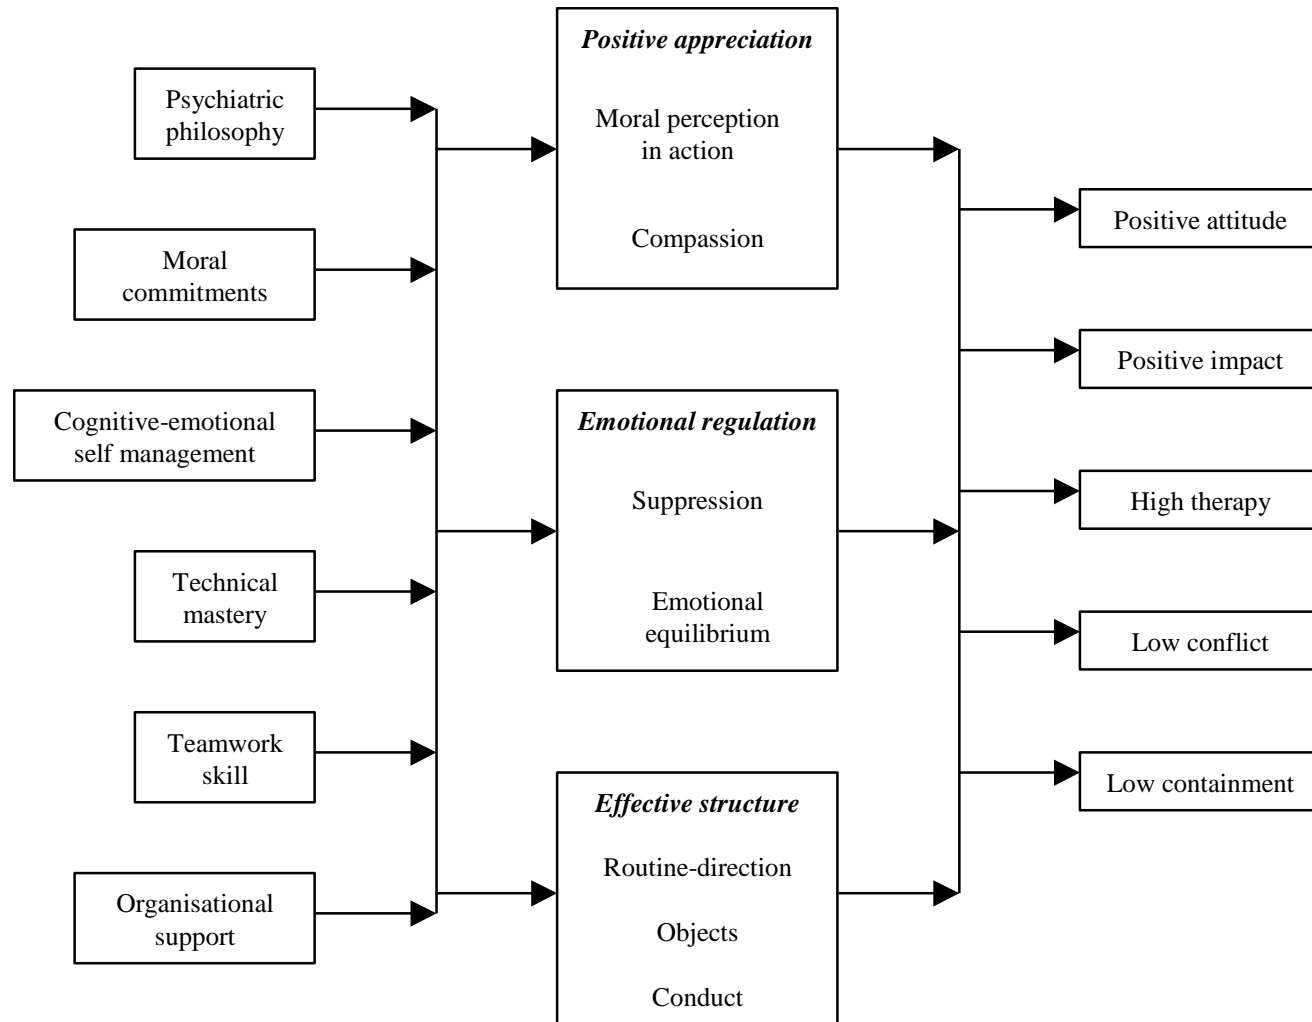 Psychiatric
philosophy
Moral
commitments
Cognitive-emotional
self management
Technical
mastery
Teamwork
skill
Organisational
support
Positive appreciation
Moral perception
in action
Compassion
Emotional regulation
Suppression
Emotional
equilibrium
Effective structure
Routine-direction
Objects
Conduct
Positive attitude
Positive impact
High therapy
Low conflict
Low containment